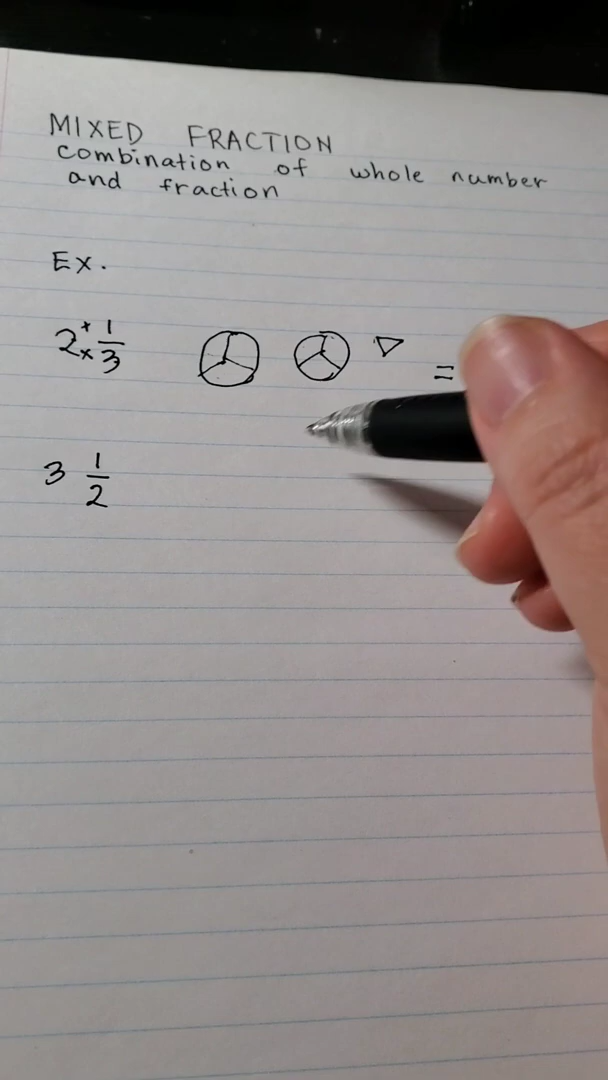 MIXED FRACTION
combination of whole number
and fraction
Ex.
2 + × 1/3 =
3 1/2